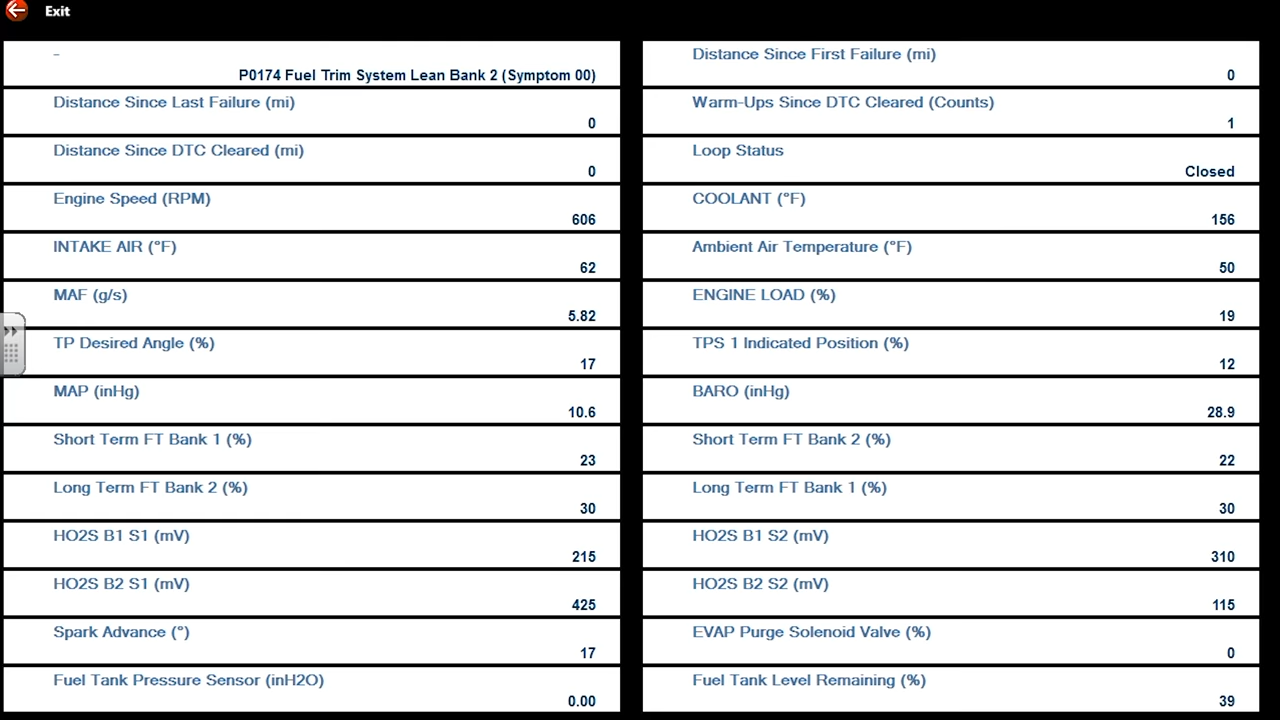 Exit
-
P0174 Fuel Trim System Lean Bank 2 (Symptom 00)
Distance Since First Failure (mi)
0
Distance Since Last Failure (mi)
0
Warm-Ups Since DTC Cleared (Counts)
1
Distance Since DTC Cleared (mi)
0
Loop Status
Closed
Engine Speed (RPM)
606
COOLANT (°F)
156
INTAKE AIR (°F)
62
Ambient Air Temperature (°F)
50
MAF (g/s)
5.82
ENGINE LOAD (%)
19
TP Desired Angle (%)
17
TPS 1 Indicated Position (%)
12
MAP (inHg)
10.6
BARO (inHg)
28.9
Short Term FT Bank 1 (%)
23
Short Term FT Bank 2 (%)
22
Long Term FT Bank 2 (%)
30
Long Term FT Bank 1 (%)
30
HO2S B1 S1 (mV)
215
HO2S B1 S2 (mV)
310
HO2S B2 S1 (mV)
425
HO2S B2 S2 (mV)
115
Spark Advance (°)
17
EVAP Purge Solenoid Valve (%)
0
Fuel Tank Pressure Sensor (inH2O)
0.00
Fuel Tank Level Remaining (%)
39